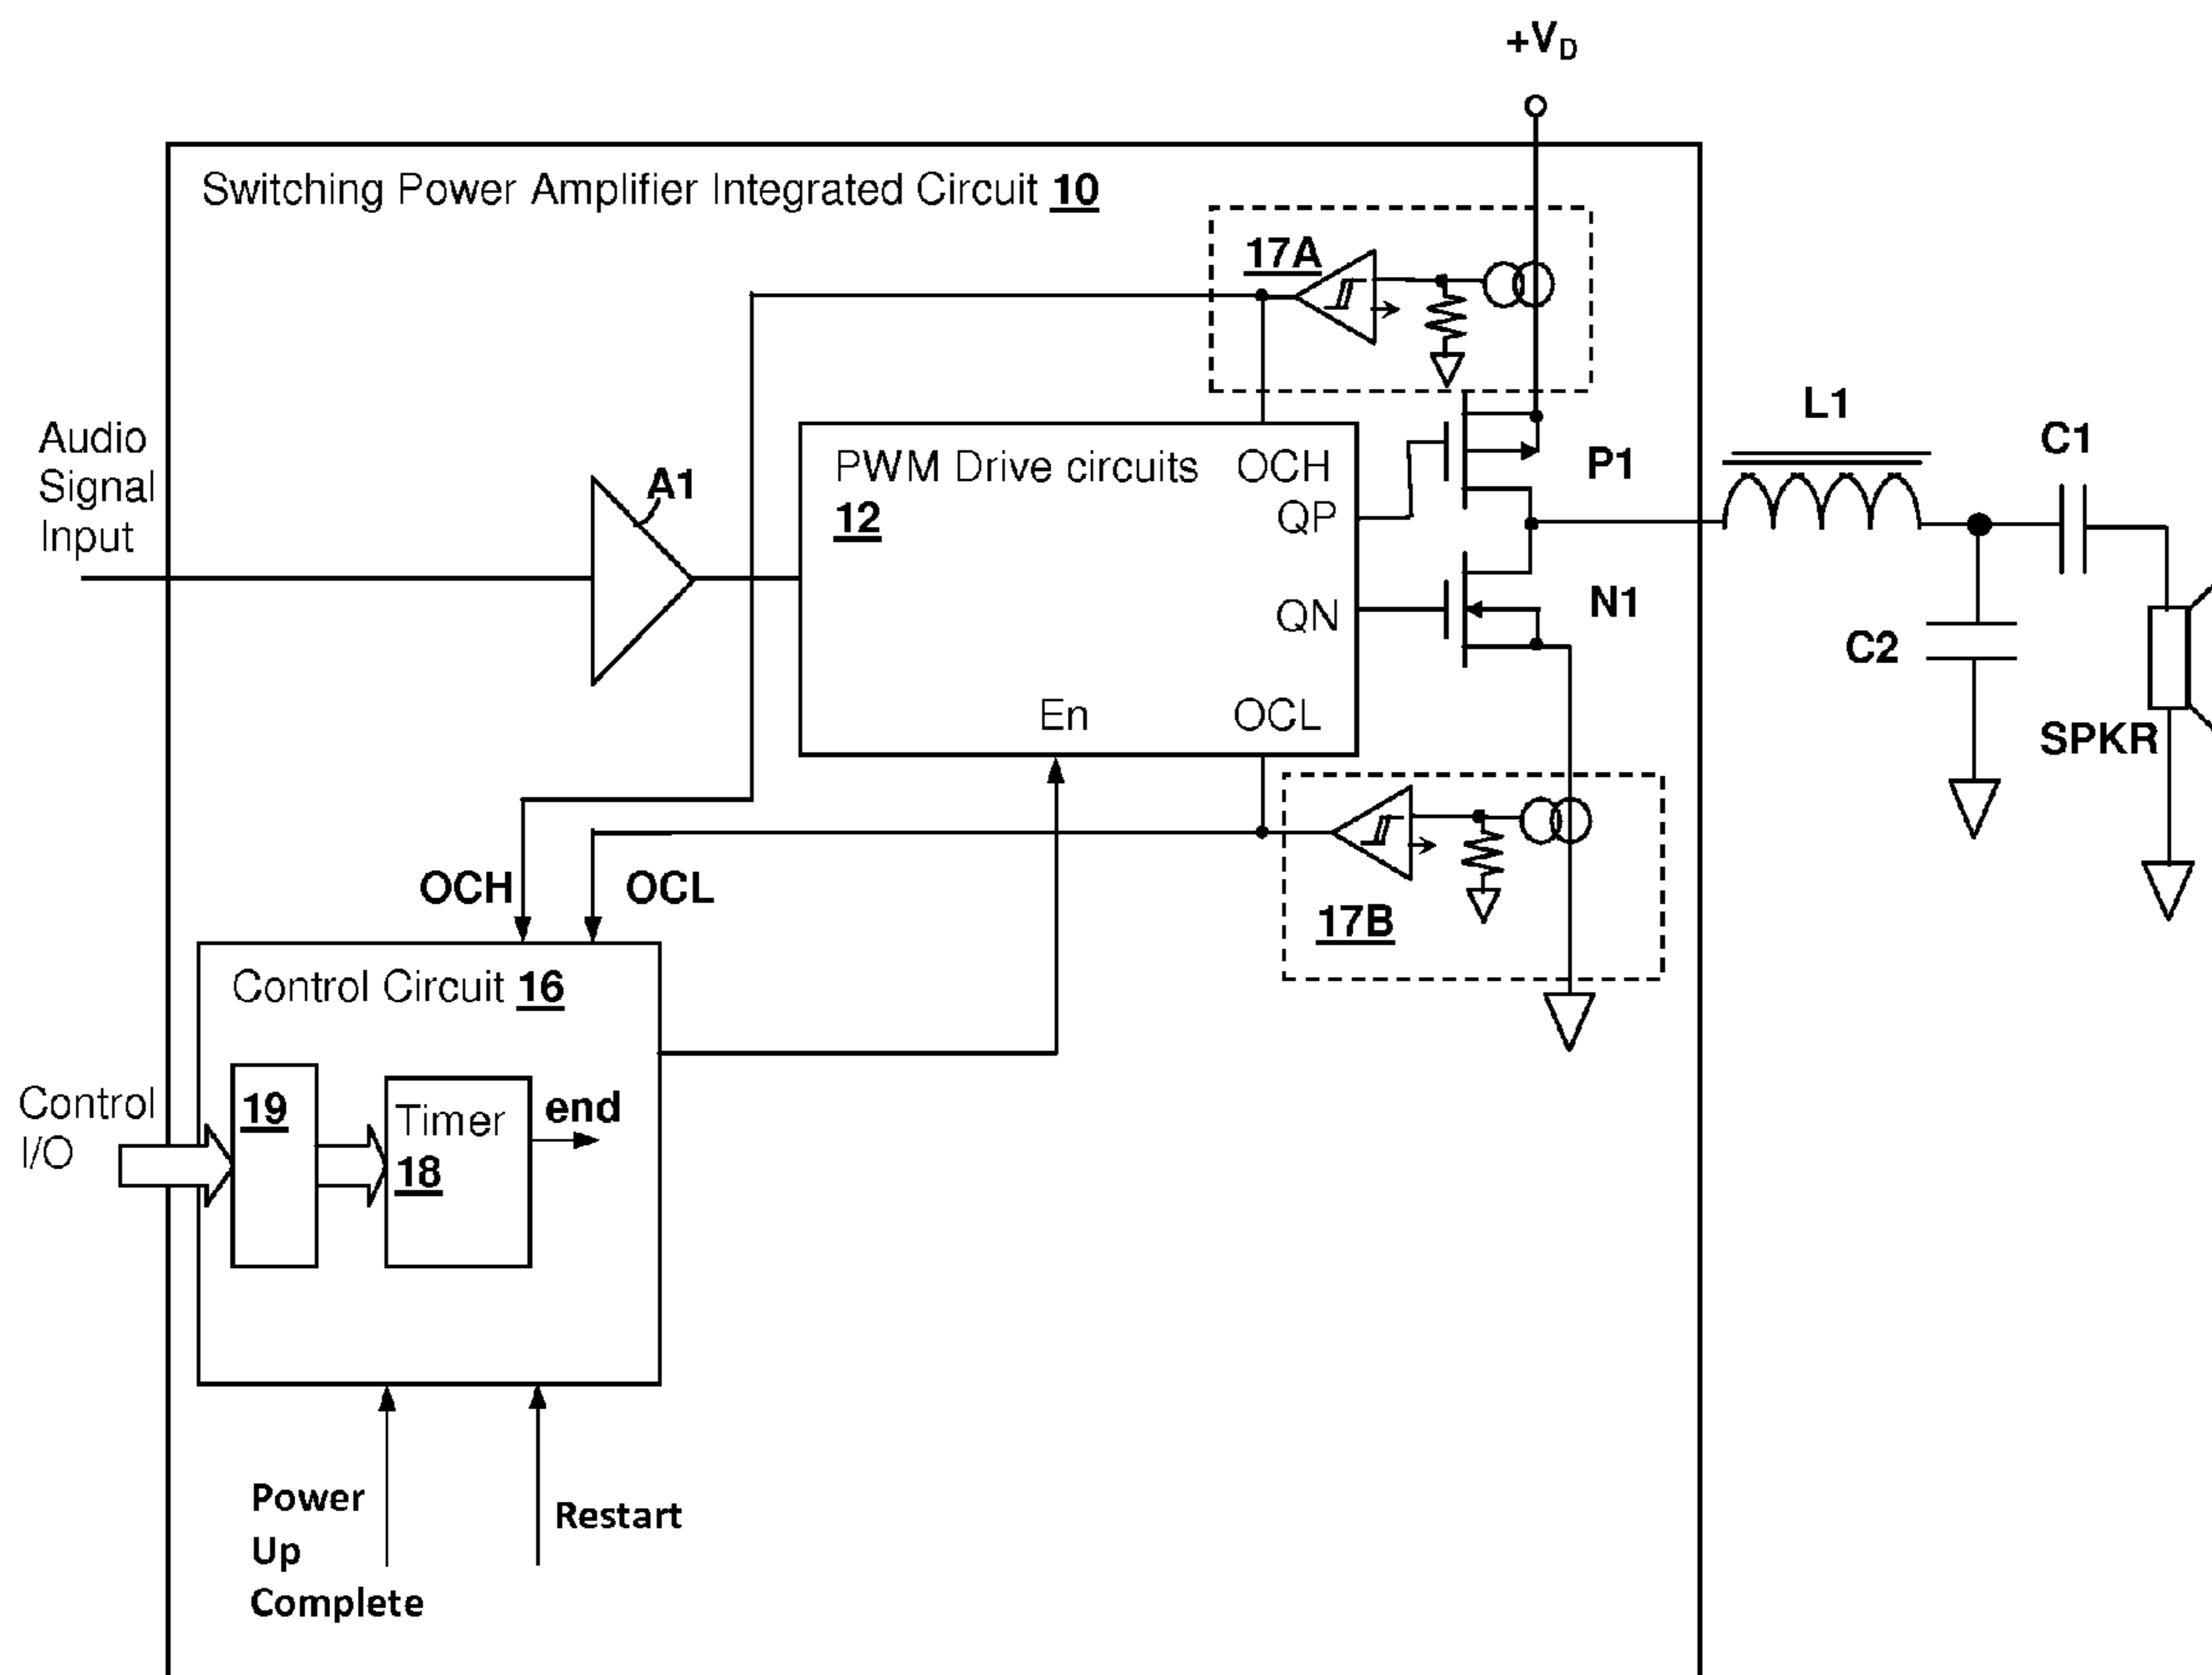 +VD
Switching Power Amplifier Integrated Circuit 10
17A
Audio
Signal
Input
A1
PWM Drive circuits
12
OCH
QP
QN
En
OCL
P1
N1
L1
C1
C2
SPKR
OCH
OCL
17B
Control Circuit 16
Control
I/O
19
Timer
18
end
Power
Up
Complete
Restart